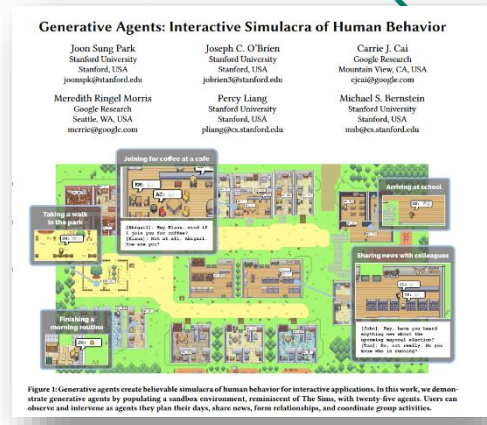 Generative Agents: Interactive Simulacra of Human Behavior
Joon Sung Park
Stanford University
Stanford, USA
joonspk@stanford.edu
Joseph C. O'Brien
Stanford University
Stanford, USA
jobrien3@stanford.edu
Carrie J. Cai
Google Research
Mountain View, CA, USA
cjcai@google.com
Meredith Ringel Morris
Google Research
Seattle, WA, USA
merrie@google.com
Percy Liang
Stanford University
Stanford, USA
pliang@cs.stanford.edu
Michael S. Bernstein
Stanford University
Stanford, USA
msb@cs.stanford.edu
Joining for coffee at a cafe
[Abigail]: Hey Klaus, mind if
I join you for coffee?
[Klaus]: Not at all, Abigail.
How are you?
Taking a walk
in the park
Arriving at school
Sharing news with colleagues
[John]: Hey, have you heard
anything new about the
upcoming mayoral election?
[Tom]: No, not really. Do you
know who is running?
Finishing a
morning routine
Figure 1: Generative agents create believable simulacra of human behavior for interactive applications. In this work, we demon-
strate generative agents by populating a sandbox environment, reminiscent of The Sims, with twenty-five agents. Users can
observe and intervene as agents they plan their days, share news, form relationships, and coordinate group activities.